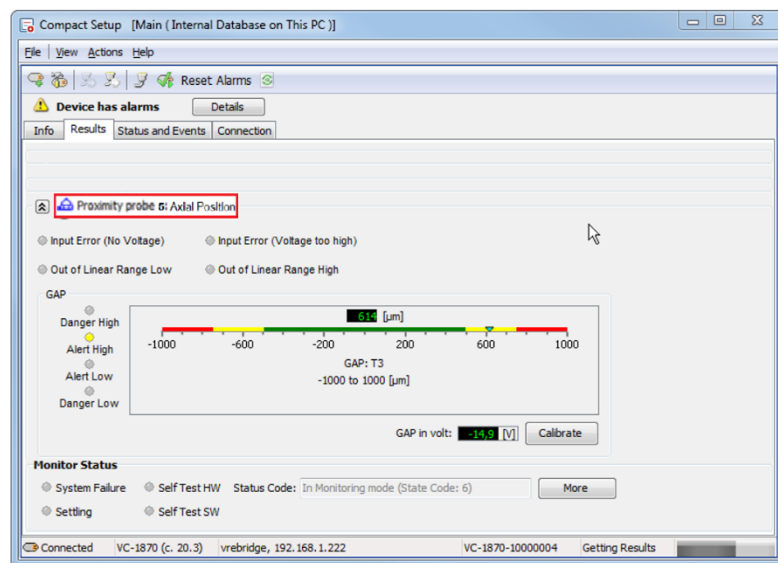 Compact Setup [Main ( Internal Database on This PC )]
File View Actions Help
Reset Alarms
Device has alarms Details
Info Results Status and Events Connection
Proximity probe 5: Axial Position
Input Error (No Voltage) Input Error (Voltage too high)
Out of Linear Range Low Out of Linear Range High
GAP
Danger High
Alert High
Alert Low
Danger Low
614 [µm]
-1000 -600 -200 200 600 1000
GAP: T3
-1000 to 1000 [µm]
GAP in volt: -14,9 [V] Calibrate
Monitor Status
System Failure Self Test HW Status Code: In Monitoring mode (State Code: 6) More
Settling Self Test SW
Connected VC-1870 (c. 20.3) vrebridge, 192.168.1.222 VC-1870-10000004 Getting Results